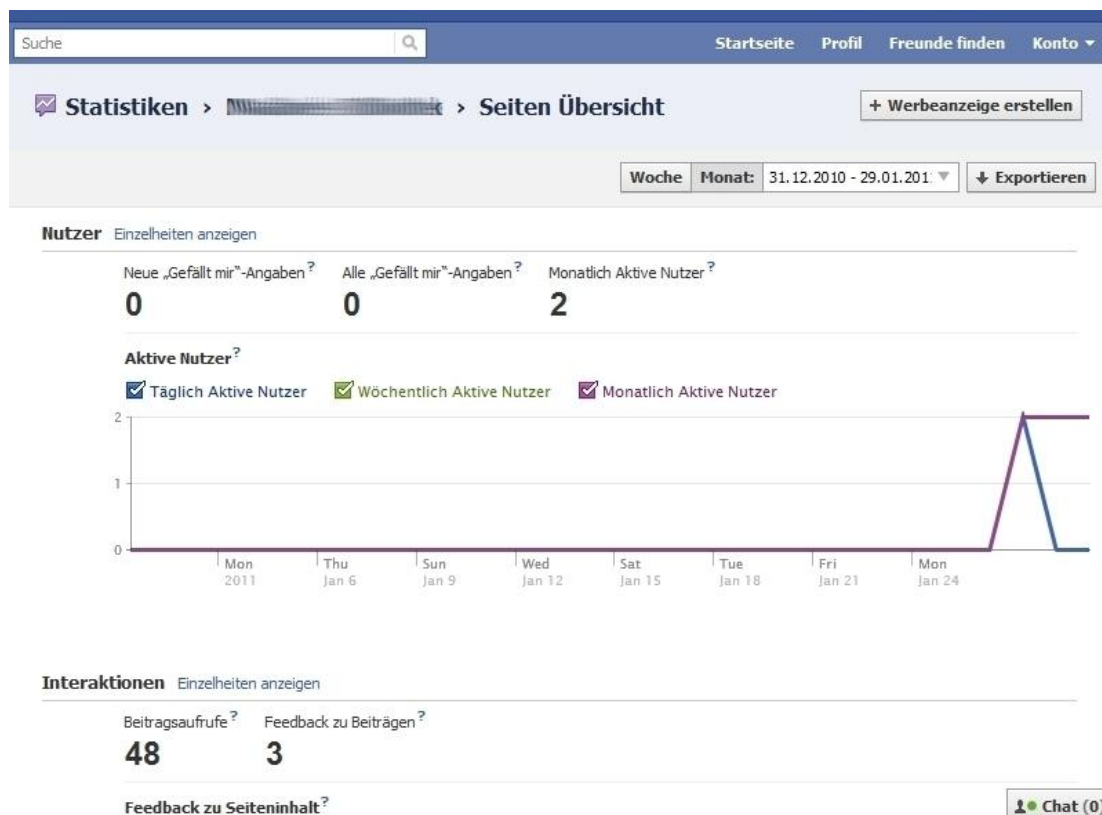 Suche
Startseite Profil Freunde finden Konto
Statistiken › › Seiten Übersicht
+ Werbeanzeige erstellen
Woche Monat: 31.12.2010 - 29.01.201 Exportieren
Nutzer Einzelheiten anzeigen
Neue „Gefällt mir“-Angaben? Alle „Gefällt mir“-Angaben? Monatlich Aktive Nutzer?
0 0 2
Aktive Nutzer?
Täglich Aktive Nutzer Wöchentlich Aktive Nutzer Monatlich Aktive Nutzer
2
1
0
Mon Thu Sun Wed Sat Tue Fri Mon
2011 Jan 6 Jan 9 Jan 12 Jan 15 Jan 18 Jan 21 Jan 24
Interaktionen Einzelheiten anzeigen
Beitragsaufrufe? Feedback zu Beiträgen?
48 3
Feedback zu Seiteninhalt?
Chat (0)